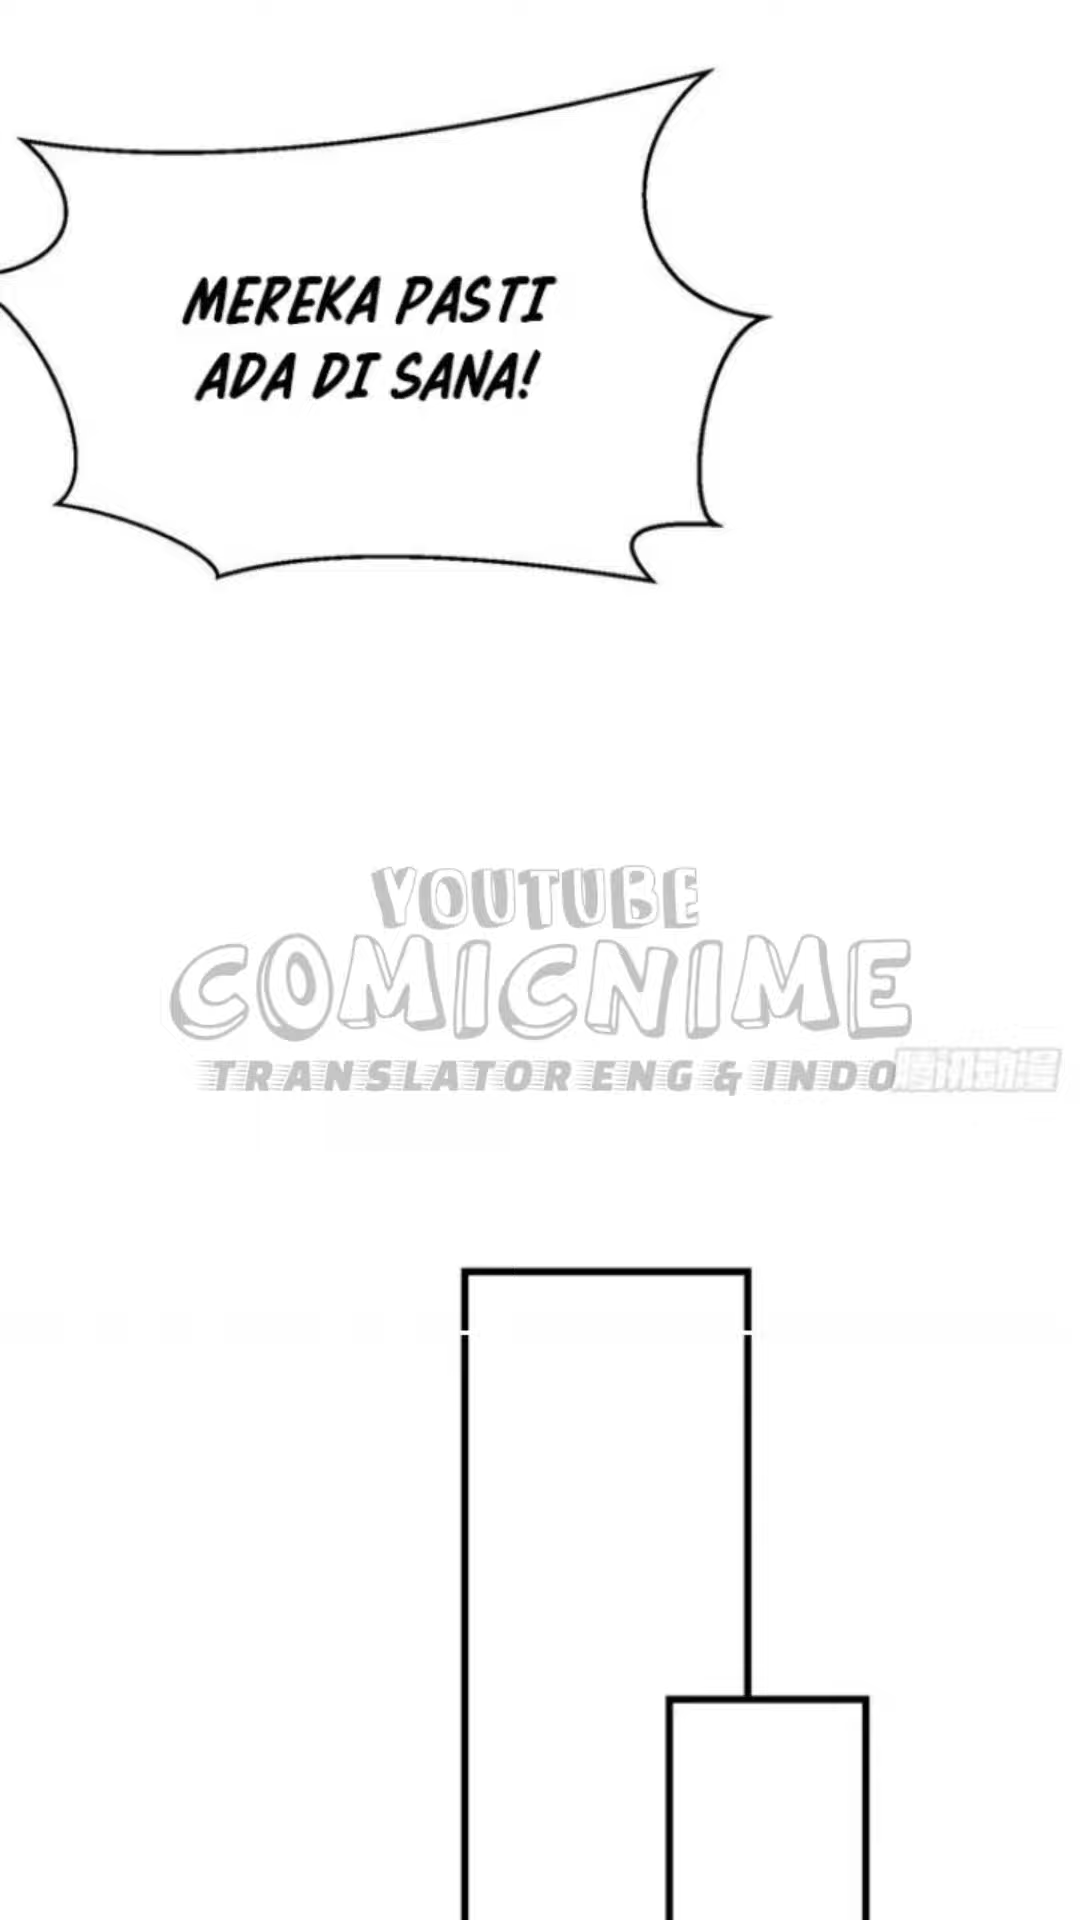 MEREKA PASTI
ADA DI SANA!
YOUTUBE
COMICNIME
TRANSLATOR ENG & INDO